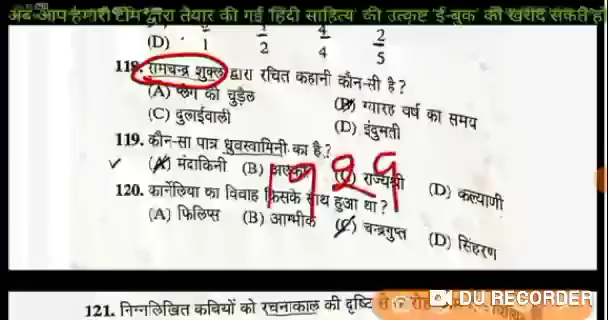 अब आप हमारी टीम द्वारा तैयार की गई हिंदी साहित्य की उत्कृष्ट ई-बुक को खरीद सकते हो
(D) 1 2 4 5
118. रामचन्द्र शुक्ल द्वारा रचित कहानी कौन-सी है?
(A) प्लेग की चुड़ैल (B) ग्यारह वर्ष का समय
(C) दुलाईवाली (D) इंदुमती
119. कौन-सा पात्र ध्रुवस्वामिनी का है?
(A) मंदाकिनी (B) अलका (C) राज्यश्री (D) कल्याणी
1929
120. कार्नेलिया का विवाह किसके साथ हुआ था?
(A) फिलिप्स (B) आम्भीक (C) चन्द्रगुप्त (D) सिंहरण
DU RECORDER
121. निम्नलिखित कवियों को रचनाकाल की दृष्टि से